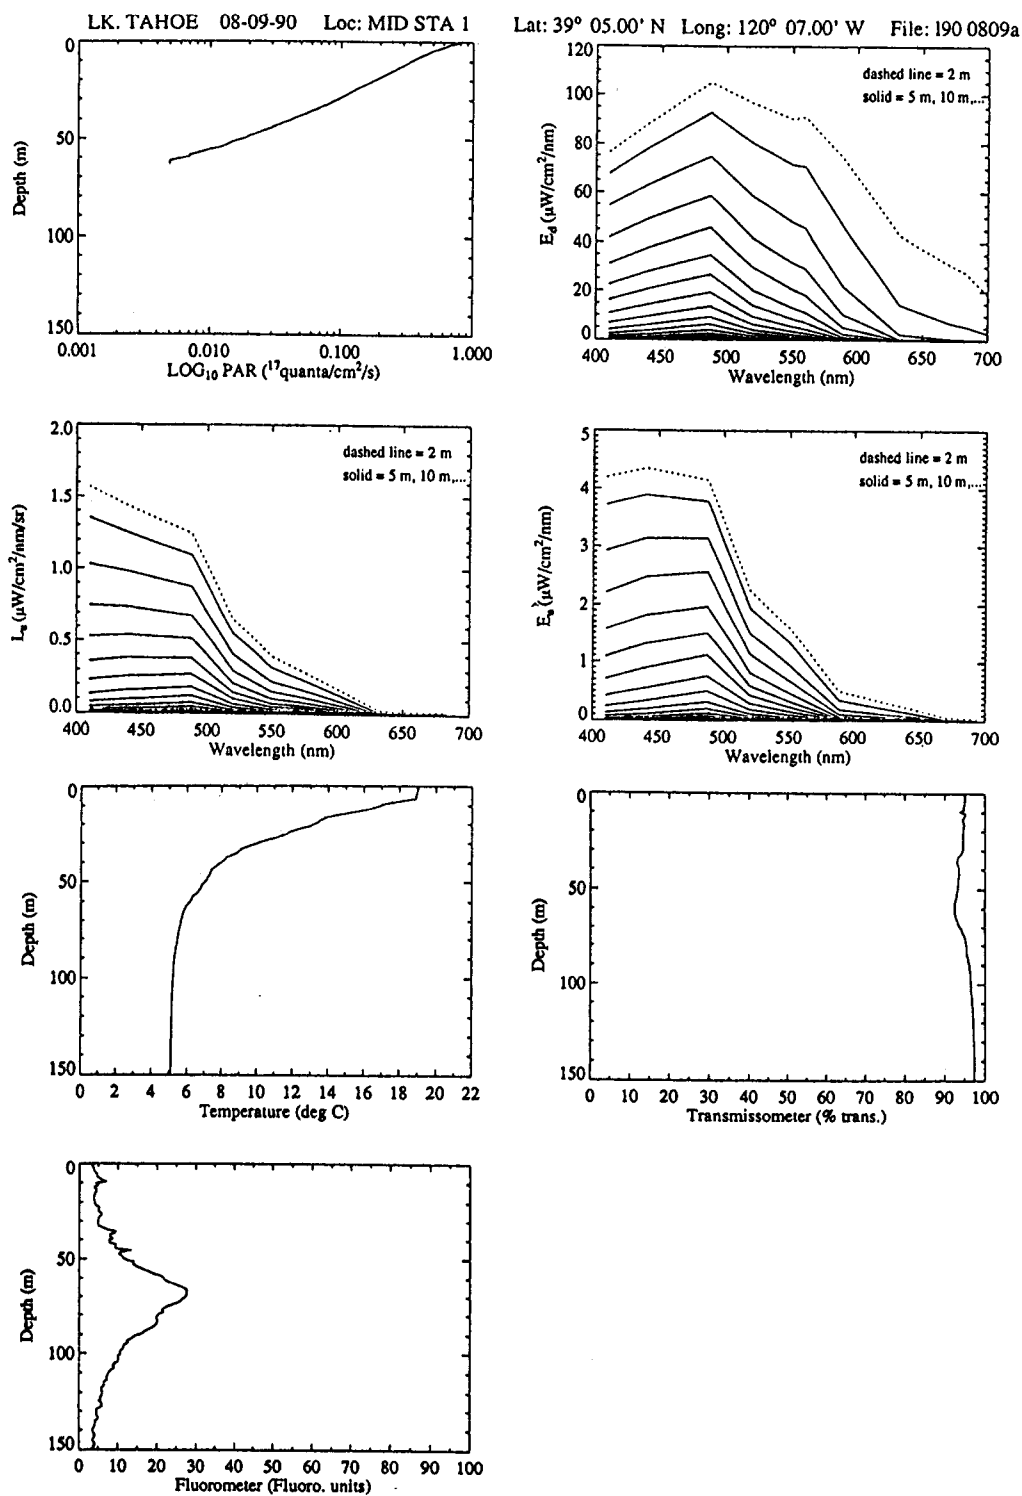 LK. TAHOE 08-09-90 Loc: MID STA 1 Lat: 39° 05.00' N Long: 120° 07.00' W File: l90 0809a
0
50
100
150
Depth (m)
0.001 0.010 0.100 1.000
LOG10 PAR (17quanta/cm2/s)
120
100
80
60
40
20
0
Ed (µW/cm2/nm)
dashed line = 2 m
solid = 5 m, 10 m,...
400 450 500 550 600 650 700
Wavelength (nm)
2.0
1.5
1.0
0.5
0.0
Lu (µW/cm2/nm/sr)
dashed line = 2 m
solid = 5 m, 10 m,...
400 450 500 550 600 650 700
Wavelength (nm)
5
4
3
2
1
0
Eu (µW/cm2/nm)
dashed line = 2 m
solid = 5 m, 10 m,...
400 450 500 550 600 650 700
Wavelength (nm)
0
50
100
150
Depth (m)
0 2 4 6 8 10 12 14 16 18 20 22
Temperature (deg C)
0
50
100
150
Depth (m)
0 10 20 30 40 50 60 70 80 90 100
Transmissometer (% trans.)
0
50
100
150
Depth (m)
0 10 20 30 40 50 60 70 80 90 100
Fluorometer (Fluoro. units)